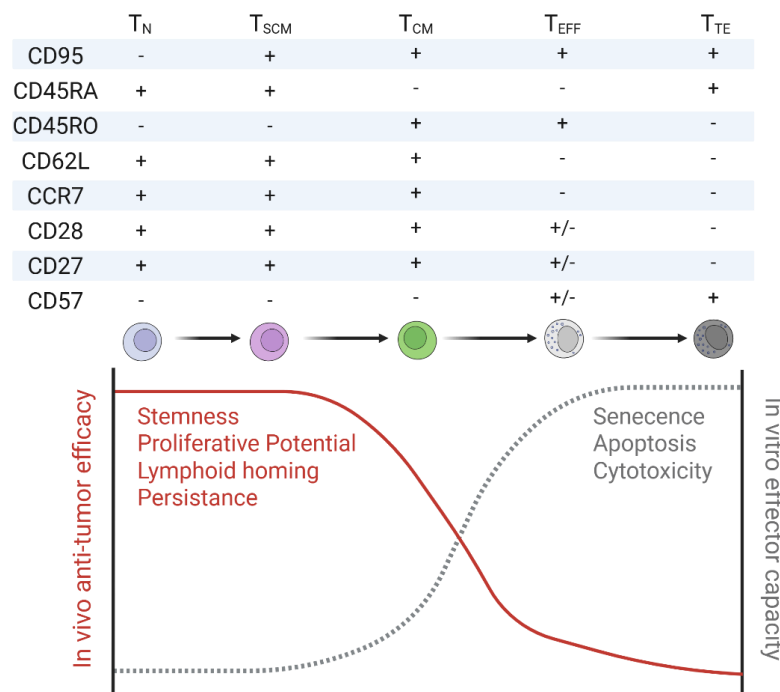 TN TSCM TCM TEFF TTE
CD95 - + + + +
CD45RA + + - - +
CD45RO - - + + -
CD62L + + + - -
CCR7 + + + - -
CD28 + + + +/- -
CD27 + + + +/- -
CD57 - - - +/- +
In vivo anti-tumor efficacy
Stemness
Proliferative Potential
Lymphoid homing
Persistance
Senecence
Apoptosis
Cytotoxicity
In vitro effector capacity